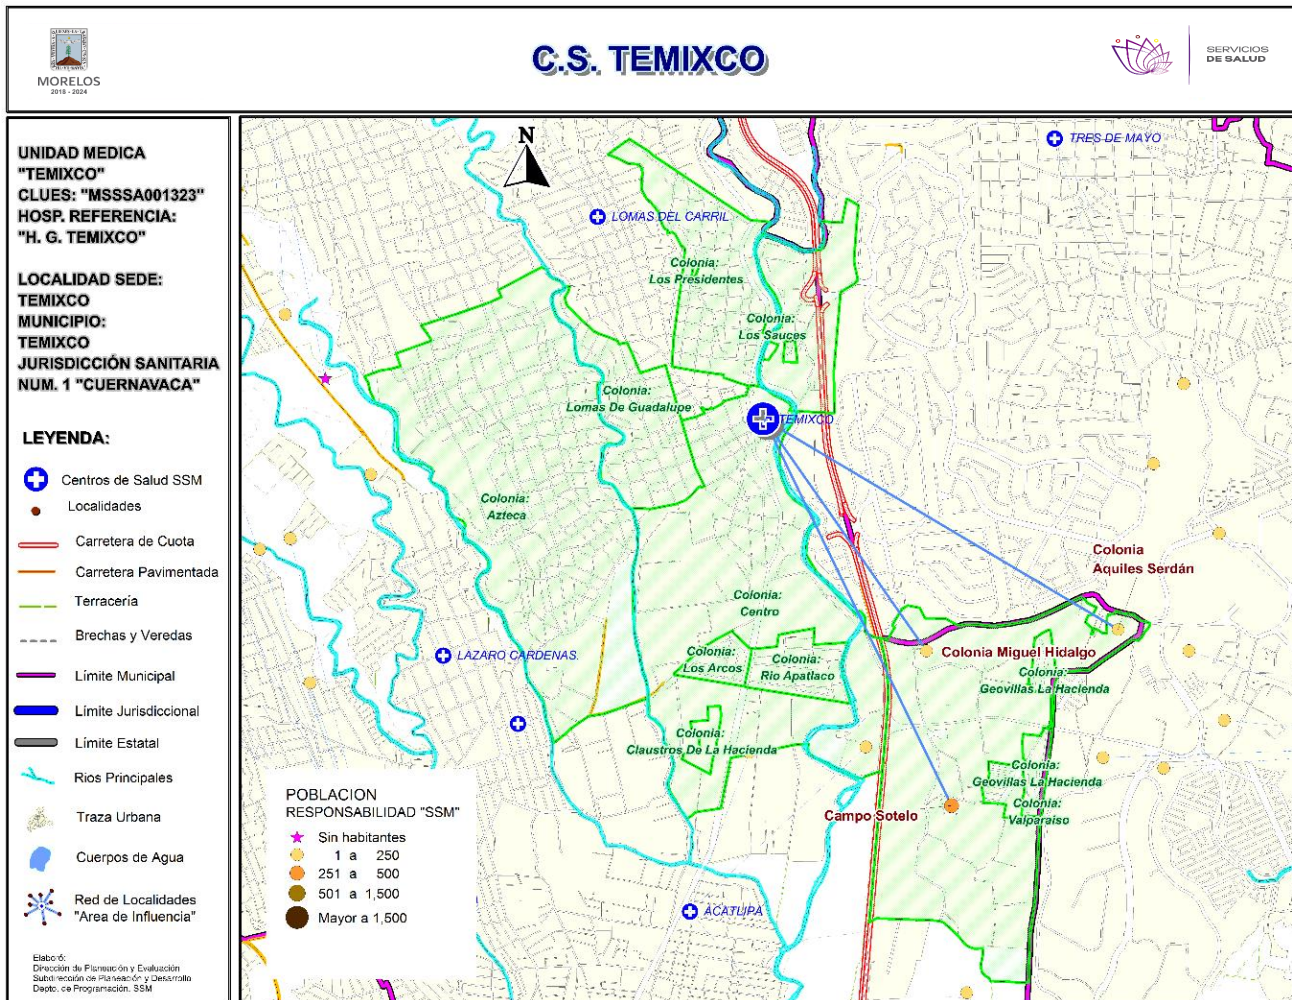 MORELOS
2018 - 2024
C.S. TEMIXCO
SERVICIOS
DE SALUD
UNIDAD MEDICA
"TEMIXCO"
CLUES: "MSSSA001323"
HOSP. REFERENCIA:
"H. G. TEMIXCO"
LOCALIDAD SEDE:
TEMIXCO
MUNICIPIO:
TEMIXCO
JURISDICCIÓN SANITARIA
NUM. 1 "CUERNAVACA"
LEYENDA:
Centros de Salud SSM
Localidades
Carretera de Cuota
Carretera Pavimentada
Terracería
Brechas y Veredas
Límite Municipal
Límite Jurisdiccional
Límite Estatal
Rios Principales
Traza Urbana
Cuerpos de Agua
Red de Localidades
"Area de Influencia"
Elaboró:
Dirección de Planeación y Evaluación
Subdirección de Planeación y Desarrollo
Depto. de Programación. SSM
N
TRES DE MAYO
LOMAS DEL CARRIL
Colonia:
Los Presidentes
Colonia:
Los Sauces
Colonia:
Lomas De Guadalupe
TEMIXCO
Colonia:
Azteca
Colonia
Aquiles Serdán
Colonia:
Centro
Colonia:
Los Arcos
Colonia:
Rio Apatlaco
Colonia Miguel Hidalgo
Colonia:
Geovillas La Hacienda
LAZARO CARDENAS.
Colonia:
Claustros De La Hacienda
Colonia:
Geovillas La Hacienda
Colonia:
Valparaiso
Campo Sotelo
ACATLIPA
POBLACION
RESPONSABILIDAD "SSM"
Sin habitantes
1 a 250
251 a 500
501 a 1,500
Mayor a 1,500